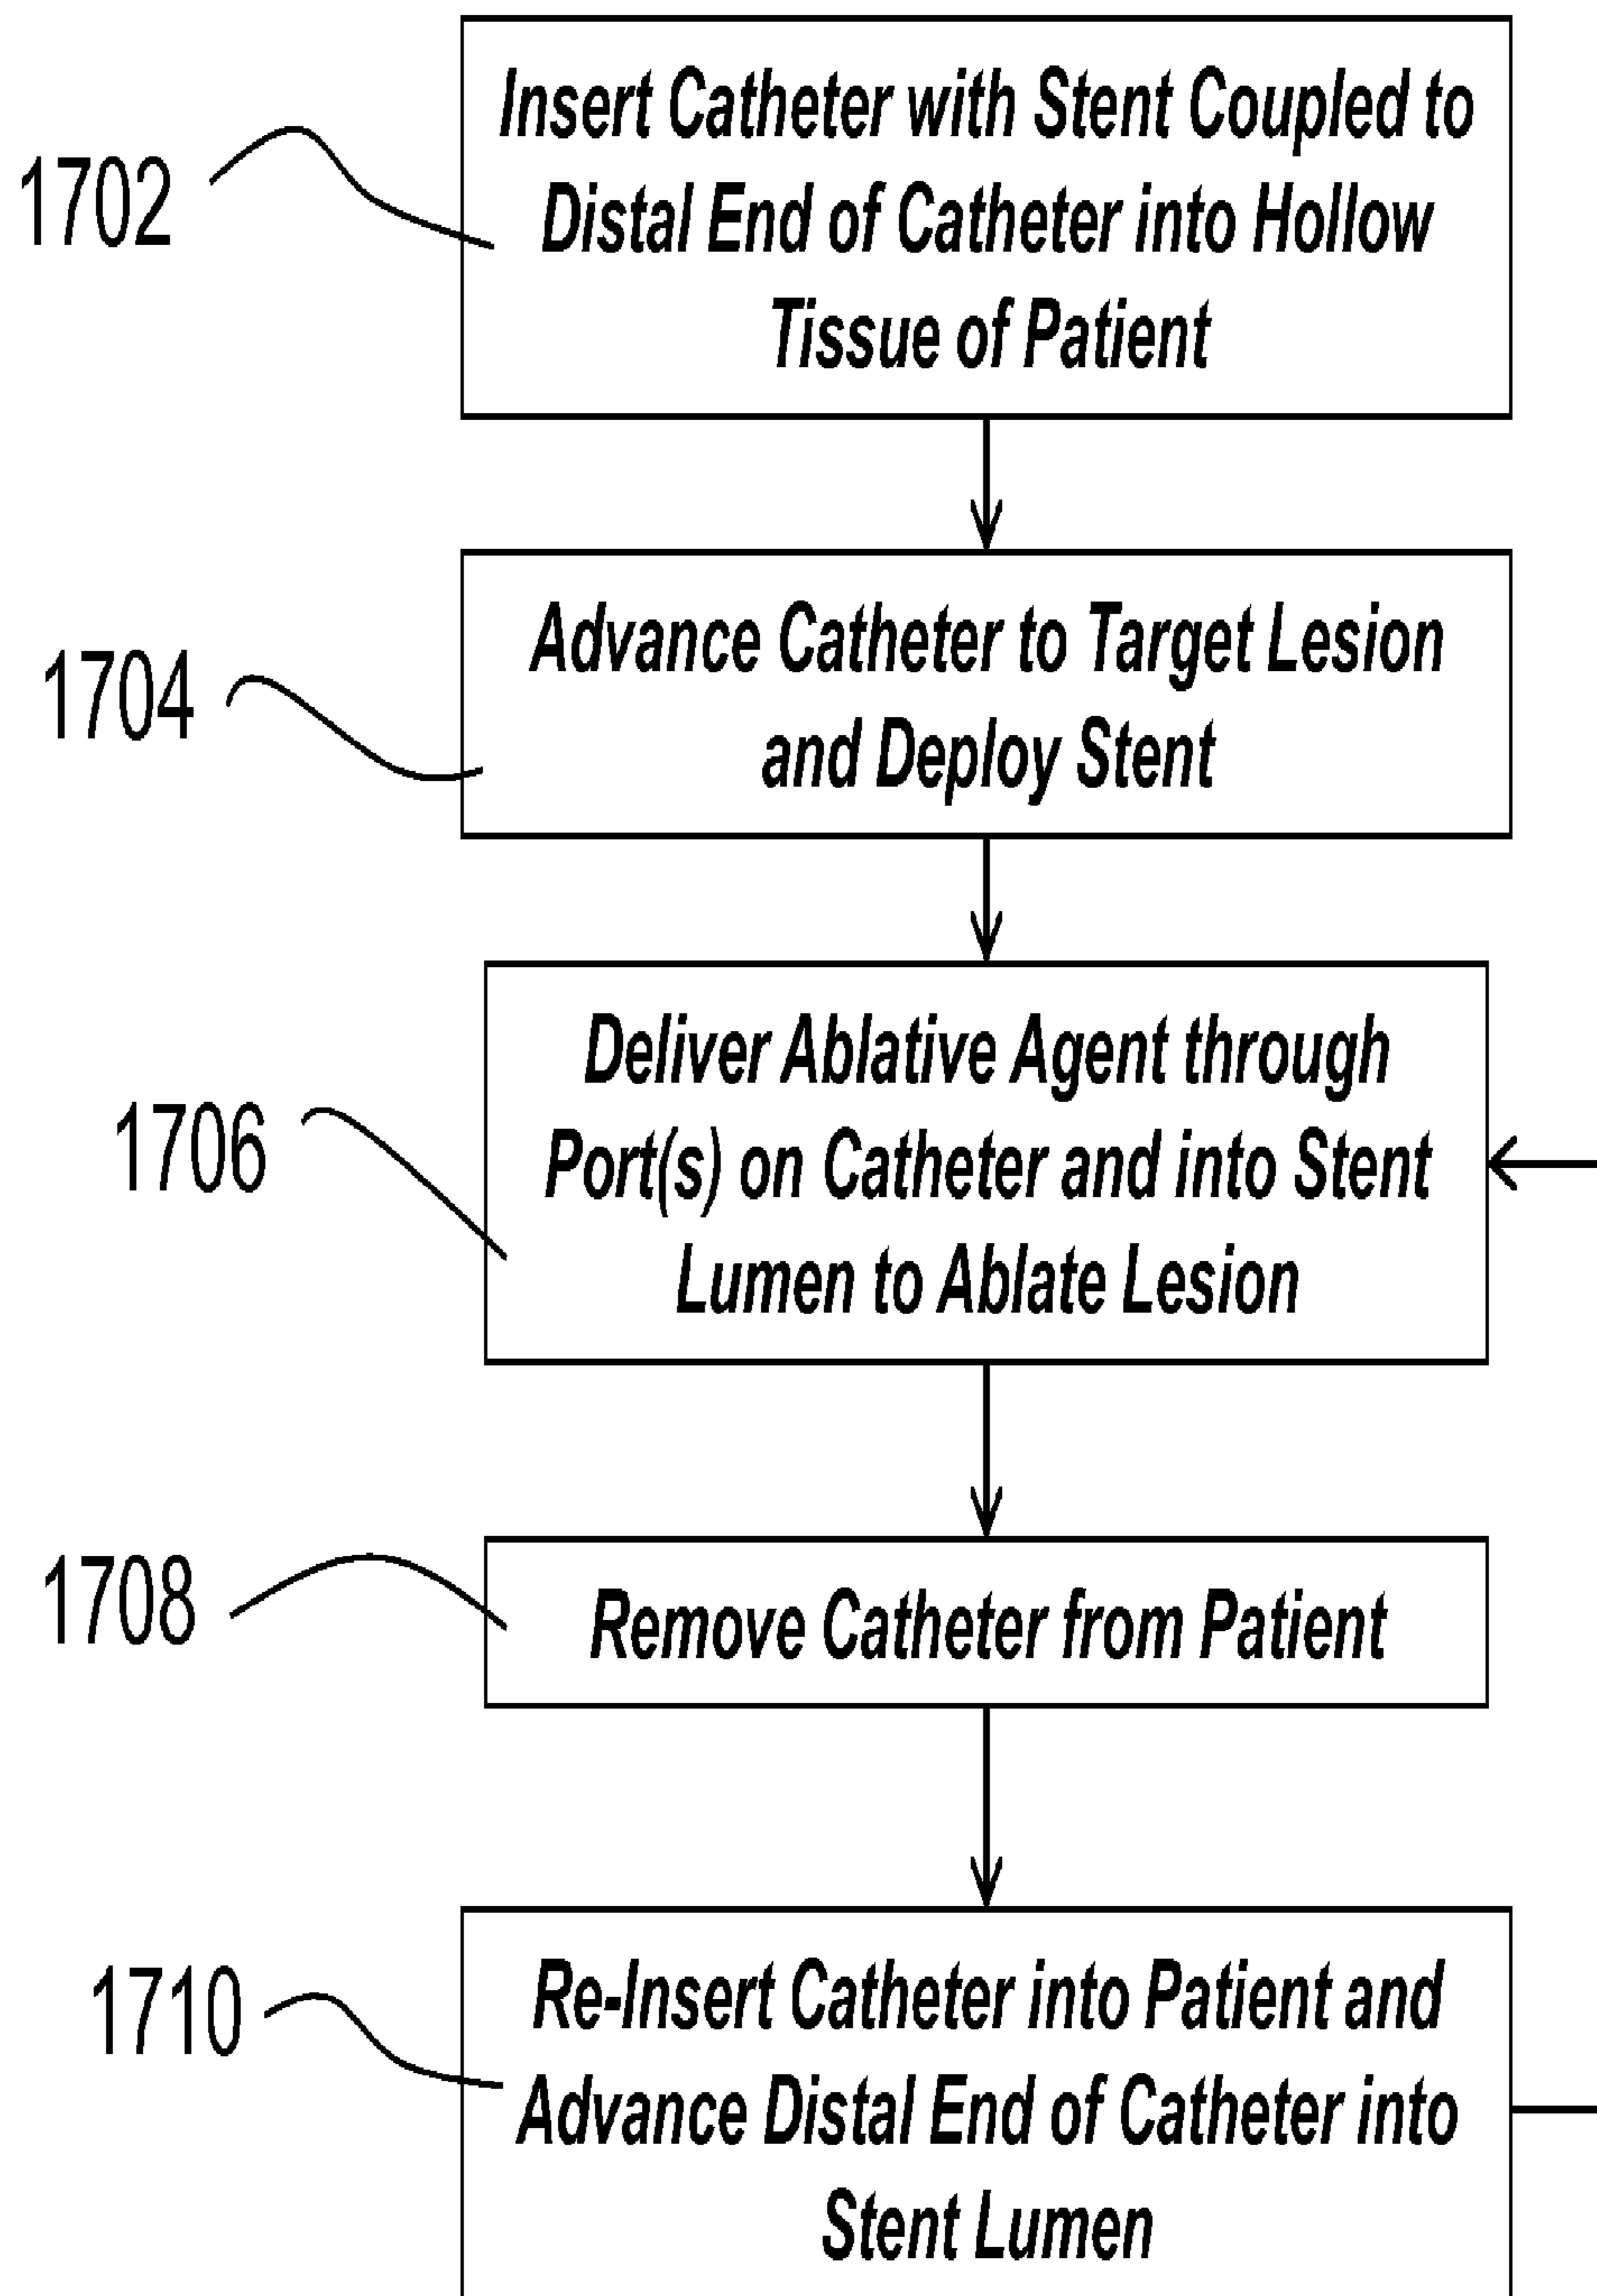 1702
Insert Catheter with Stent Coupled to
Distal End of Catheter into Hollow
Tissue of Patient
1704
Advance Catheter to Target Lesion
and Deploy Stent
1706
Deliver Ablative Agent through
Port(s) on Catheter and into Stent
Lumen to Ablate Lesion
1708
Remove Catheter from Patient
1710
Re-Insert Catheter into Patient and
Advance Distal End of Catheter into
Stent Lumen